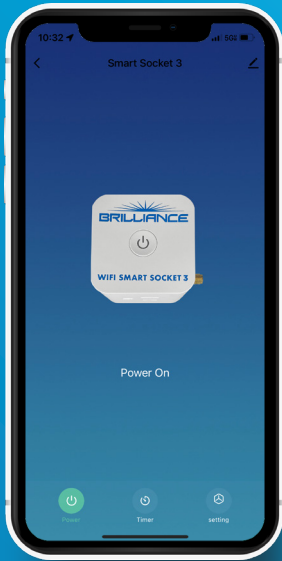 10:32
5G
Smart Socket 3
BRILLIANCE
WIFI SMART SOCKET 3
Power On
Power
Timer
setting